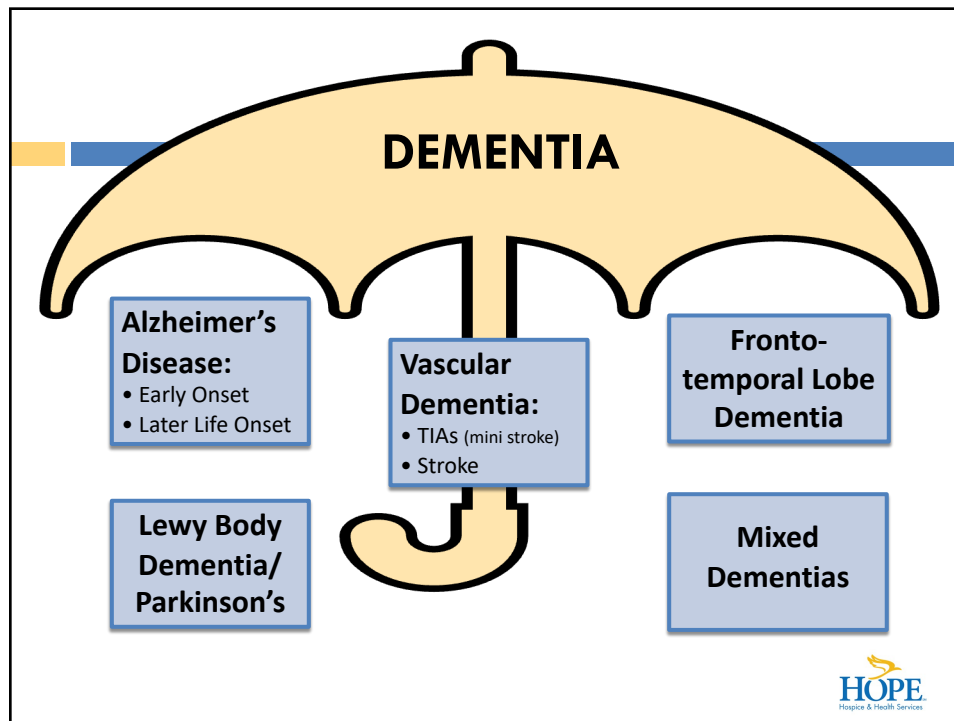 DEMENTIA
Alzheimer's
Disease:
• Early Onset
• Later Life Onset
Vascular
Dementia:
• TIAs (mini stroke)
• Stroke
Fronto-
temporal Lobe
Dementia
Lewy Body
Dementia/
Parkinson's
Mixed
Dementias
HOPE
Hospice & Health Services